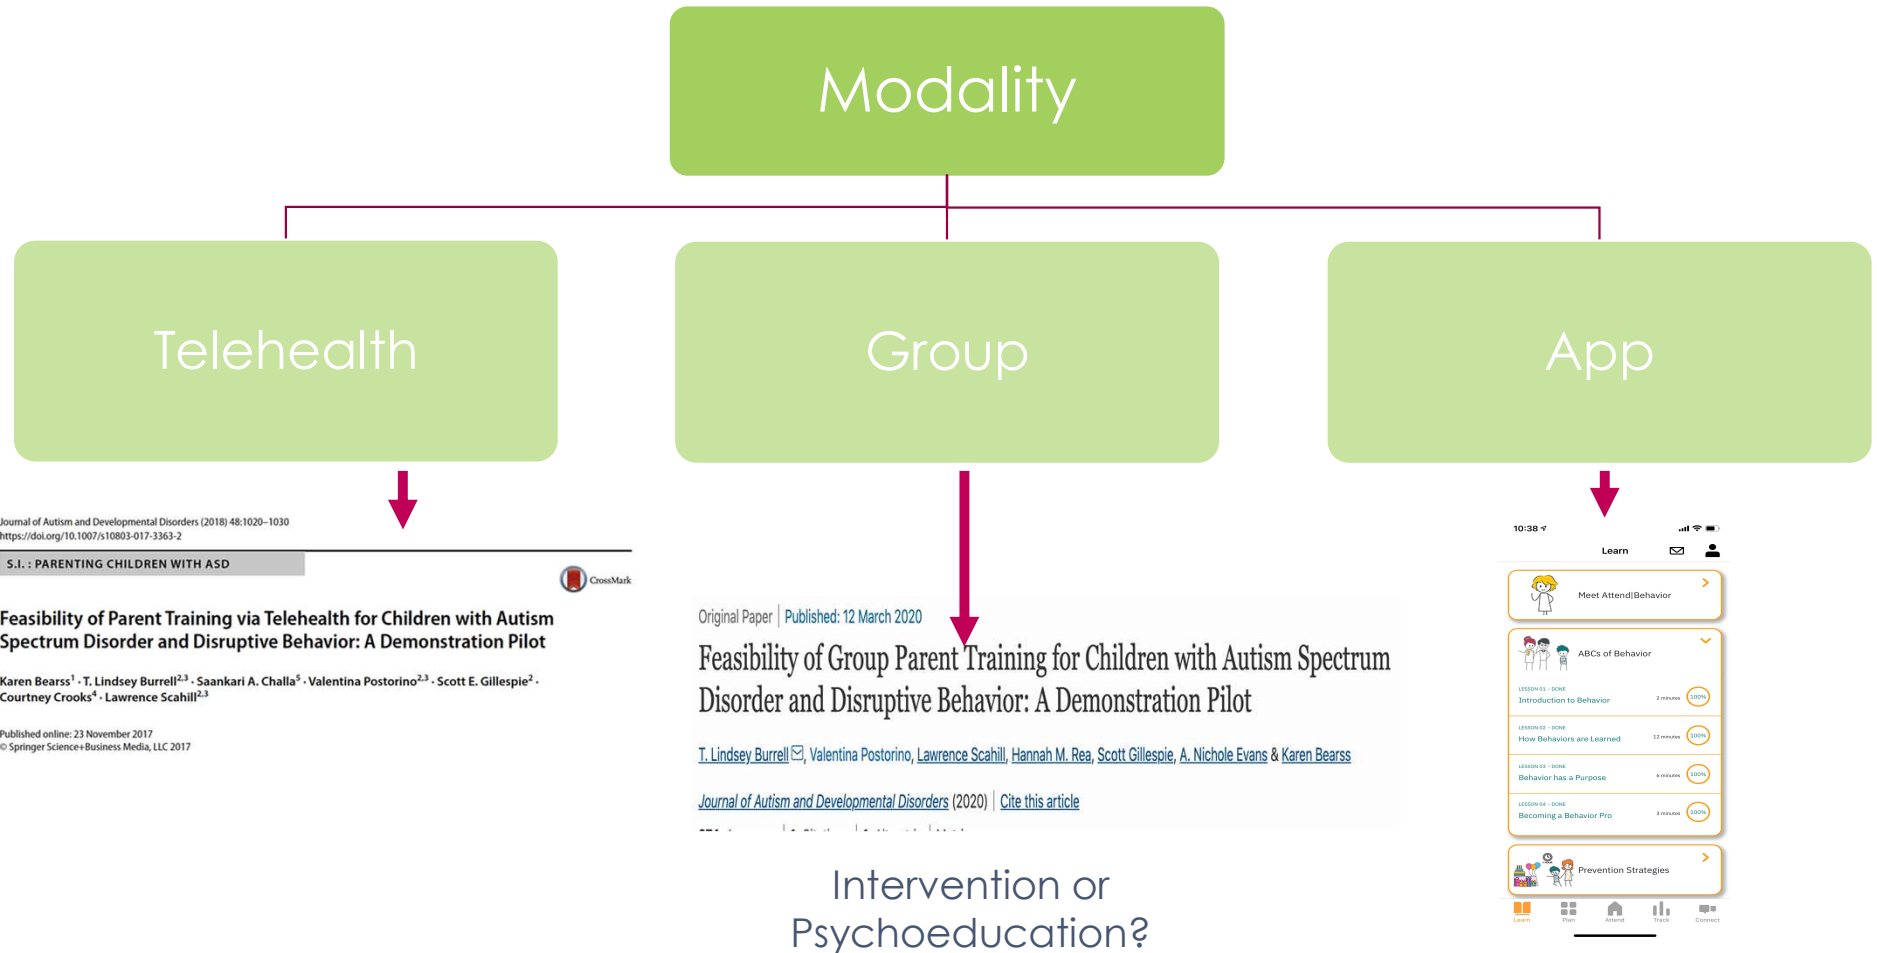 Modality
Telehealth
Group
App
Journal of Autism and Developmental Disorders (2018) 48:1020–1030
https://doi.org/10.1007/s10803-017-3363-2
S.I. : PARENTING CHILDREN WITH ASD
CrossMark
Feasibility of Parent Training via Telehealth for Children with Autism
Spectrum Disorder and Disruptive Behavior: A Demonstration Pilot
Karen Bearss1 · T. Lindsey Burrell2,3 · Saankari A. Challa5 · Valentina Postorino2,3 · Scott E. Gillespie2 ·
Courtney Crooks4 · Lawrence Scahill2,3
Published online: 23 November 2017
© Springer Science+Business Media, LLC 2017
Original Paper | Published: 12 March 2020
Feasibility of Group Parent Training for Children with Autism Spectrum
Disorder and Disruptive Behavior: A Demonstration Pilot
T. Lindsey Burrell, Valentina Postorino, Lawrence Scahill, Hannah M. Rea, Scott Gillespie, A. Nichole Evans & Karen Bearss
Journal of Autism and Developmental Disorders (2020) | Cite this article
Intervention or
Psychoeducation?
10:38
Learn
Meet Attend|Behavior
ABCs of Behavior
LESSON 01 - DONE
Introduction to Behavior 2 minutes 100%
LESSON 02 - DONE
How Behaviors are Learned 12 minutes 100%
LESSON 03 - DONE
Behavior has a Purpose 6 minutes 100%
LESSON 04 - DONE
Becoming a Behavior Pro 3 minutes 100%
Prevention Strategies
Learn Plan Attend Track Connect